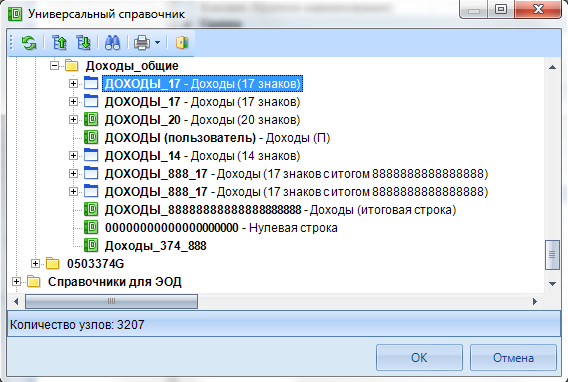 Универсальный справочник
Доходы_общие
ДОХОДЫ_17 - Доходы (17 знаков)
ДОХОДЫ_17 - Доходы (17 знаков)
ДОХОДЫ_20 - Доходы (20 знаков)
ДОХОДЫ (пользователь) - Доходы (П)
ДОХОДЫ_14 - Доходы (14 знаков)
ДОХОДЫ_888_17 - Доходы (17 знаков с итогом 88888888888888888)
ДОХОДЫ_888_17 - Доходы (17 знаков с итогом 88888888888888888)
ДОХОДЫ_88888888888888888888 - Доходы (итоговая строка)
00000000000000000000 - Нулевая строка
Доходы_374_888
0503374G
Справочники для ЭОД
Количество узлов: 3207
OK
Отмена